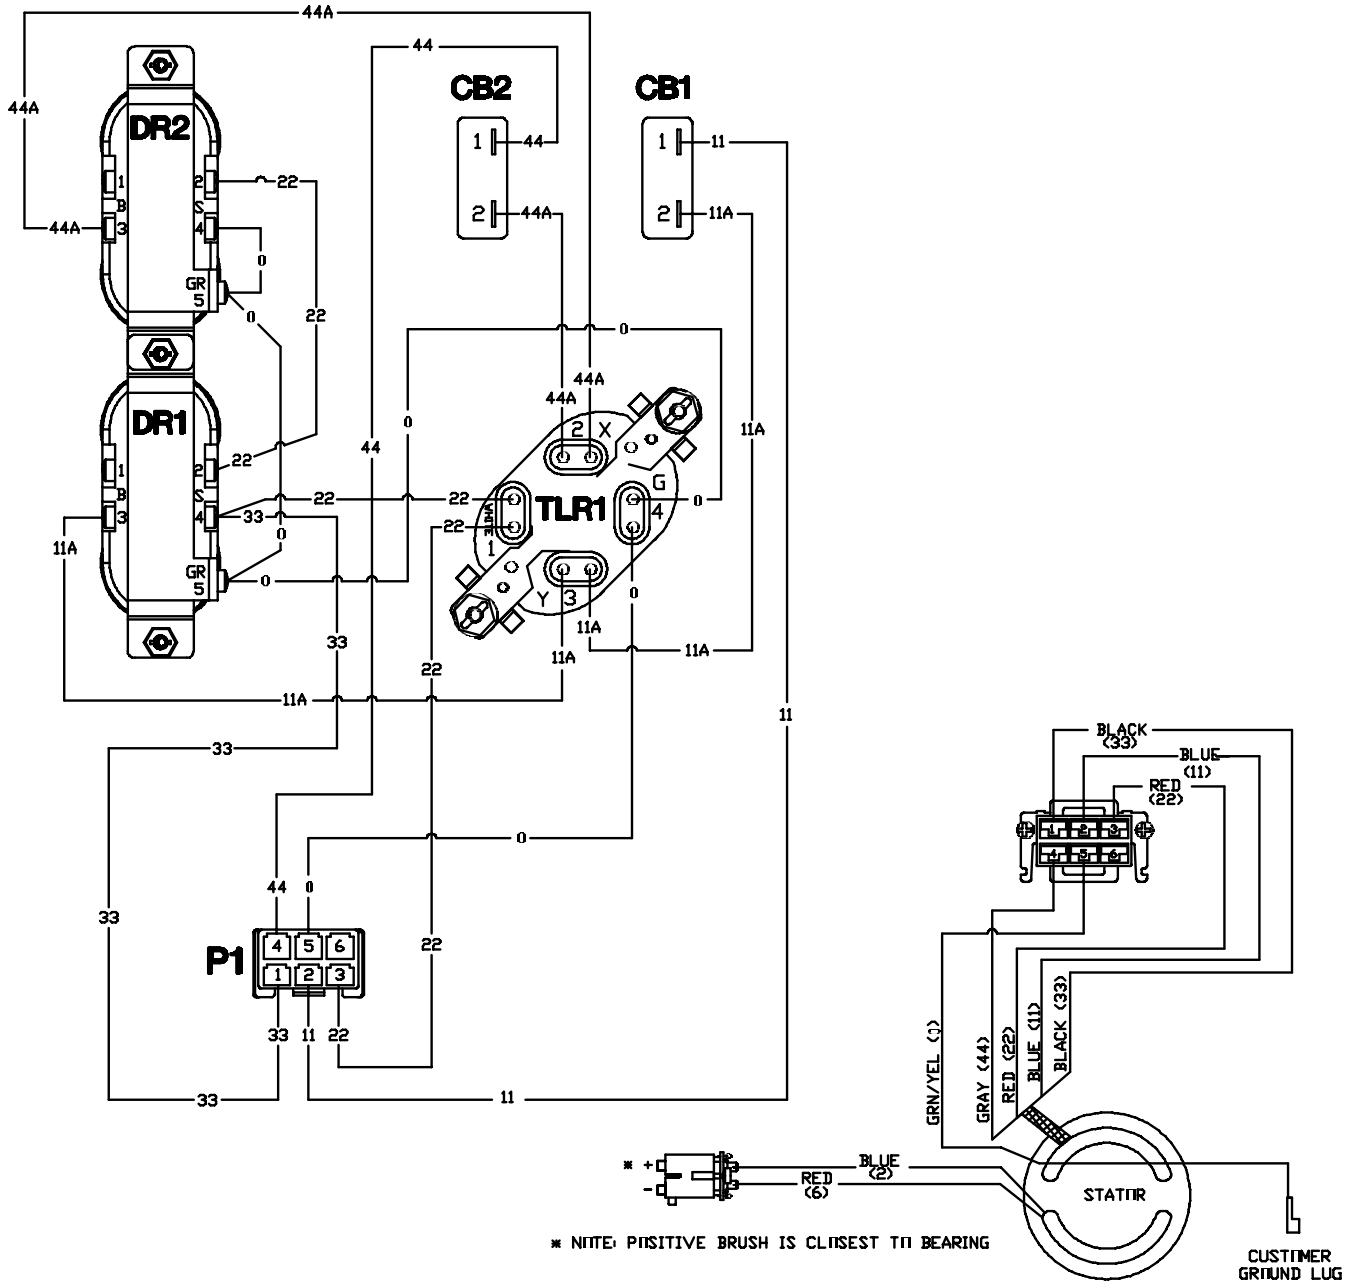 44A
44
CB2
CB1
44A
DR2
1
44
1
11
1
2
22
B
S
2
44A
2
11A
44A
3
4
0
GR
5
0
22
0
44A
44A
DR1
0
11A
44
1
2
22
B
S
22
22
2
X
G
WHITE
TLR1
4
0
3
4
33
22
1
11A
0
GR
5
0
Y
3
0
11A
33
11A
11A
22
11A
11
33
0
44
0
33
22
P1
4
5
6
1
2
3
33
11
22
33
11
BLACK
(33)
BLUE
(11)
RED
(22)
1
2
3
4
5
6
GRN/YEL (0)
GRAY (44)
RED (22)
BLUE (11)
BLACK (33)
* +
-
BLUE
(2)
RED
(6)
STATOR
* NOTE: POSITIVE BRUSH IS CLOSEST TO BEARING
CUSTOMER
GROUND LUG